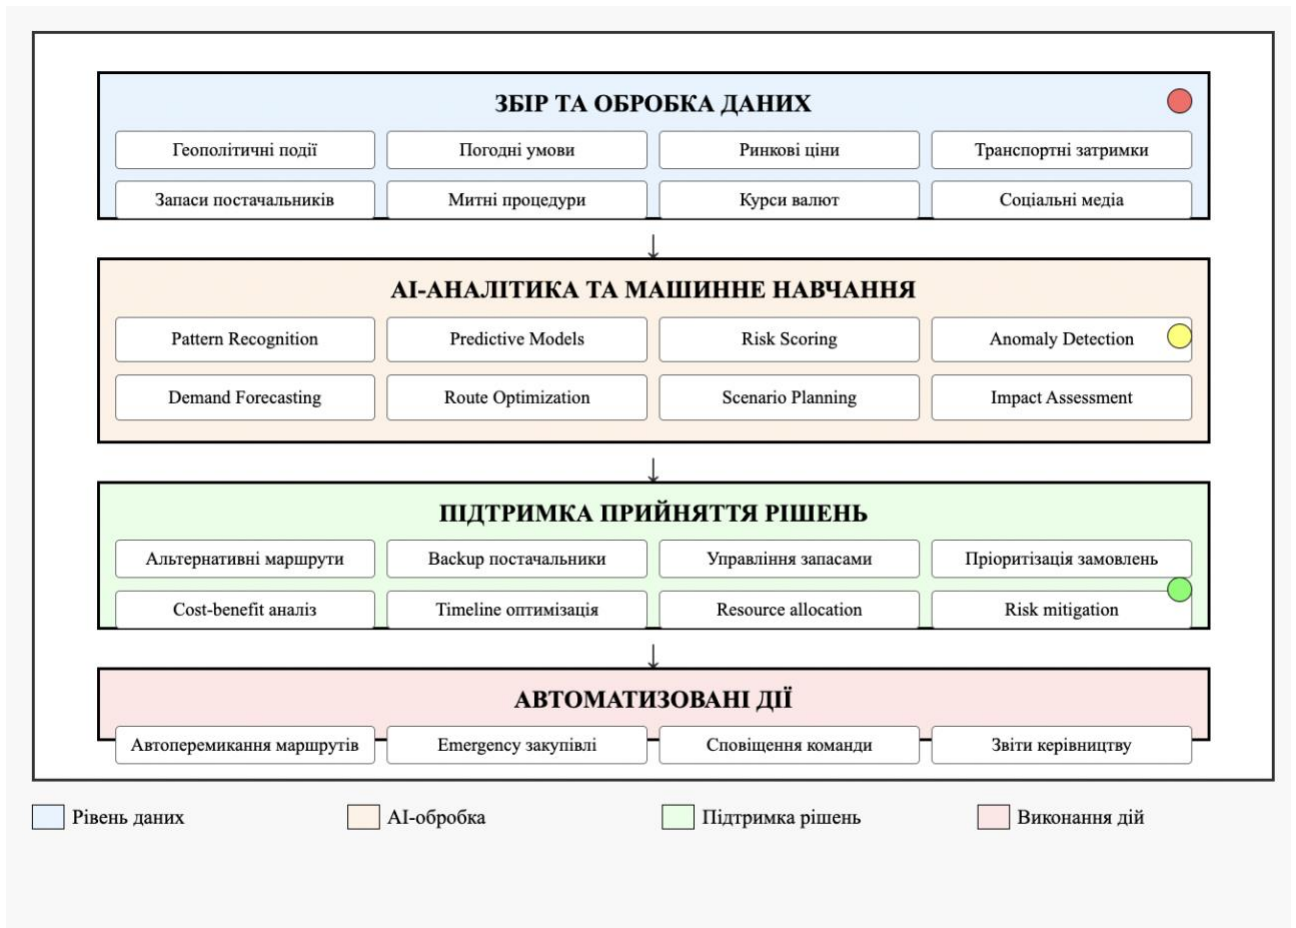 ЗБІР ТА ОБРОБКА ДАНИХ
Геополітичні події
Погодні умови
Ринкові ціни
Транспортні затримки
Запаси постачальників
Митні процедури
Курси валют
Соціальні медіа
↓
АІ-АНАЛІТИКА ТА МАШИННЕ НАВЧАННЯ
Pattern Recognition
Predictive Models
Risk Scoring
Anomaly Detection
Demand Forecasting
Route Optimization
Scenario Planning
Impact Assessment
↓
ПІДТРИМКА ПРИЙНЯТТЯ РІШЕНЬ
Альтернативні маршрути
Backup постачальники
Управління запасами
Пріоритізація замовлень
Cost-benefit аналіз
Timeline оптимізація
Resource allocation
Risk mitigation
↓
АВТОМАТИЗОВАНІ ДІЇ
Автоперемикання маршрутів
Emergency закупівлі
Сповіщення команди
Звіти керівництву
Рівень даних
АІ-обробка
Підтримка рішень
Виконання дій